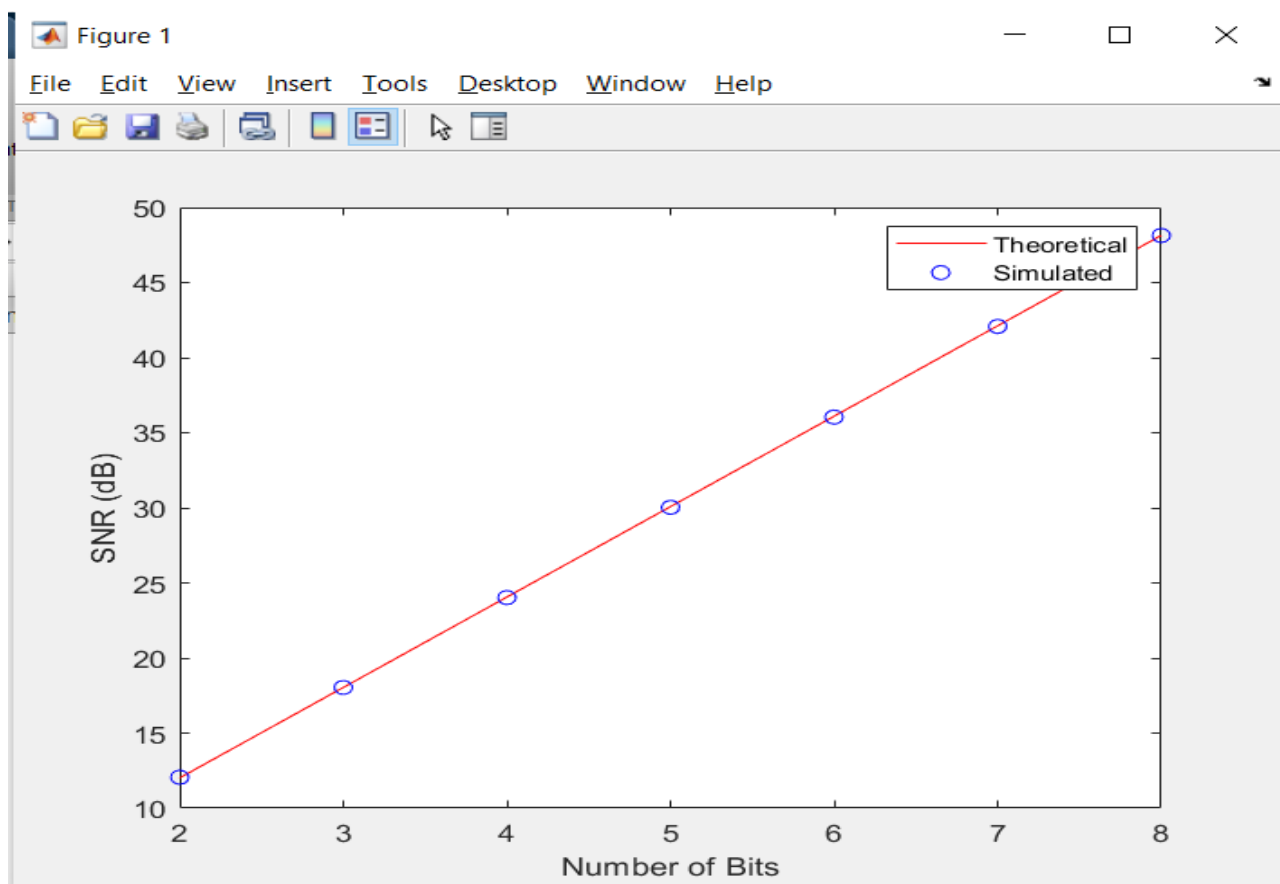 Figure 1
File Edit View Insert Tools Desktop Window Help
50
45
40
35
30
25
20
15
10
SNR (dB)
Theoretical
Simulated
2 3 4 5 6 7 8
Number of Bits